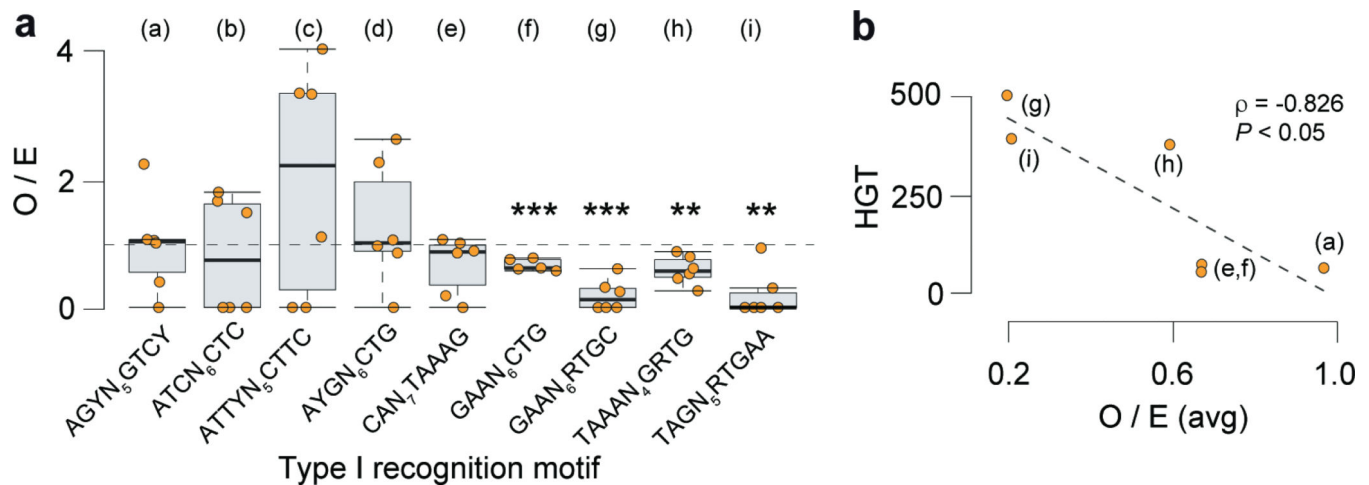 a
(a) (b) (c) (d) (e) (f) (g) (h) (i)
4
2
0
O / E
*** *** ** **
AGYN₅GTCY
ATCN₆CTC
ATTYN₅CTTC
AYGN₆CTG
CAN₇TAAAG
GAAN₆CTG
GAAN₆RTGC
TAAAN₄GRTG
TAGN₅RTGAA
Type I recognition motif
b
500
250
0
HGT
(g)
(i)
(h)
(e,f)
(a)
ρ = -0.826
P < 0.05
0.2 0.6 1.0
O / E (avg)